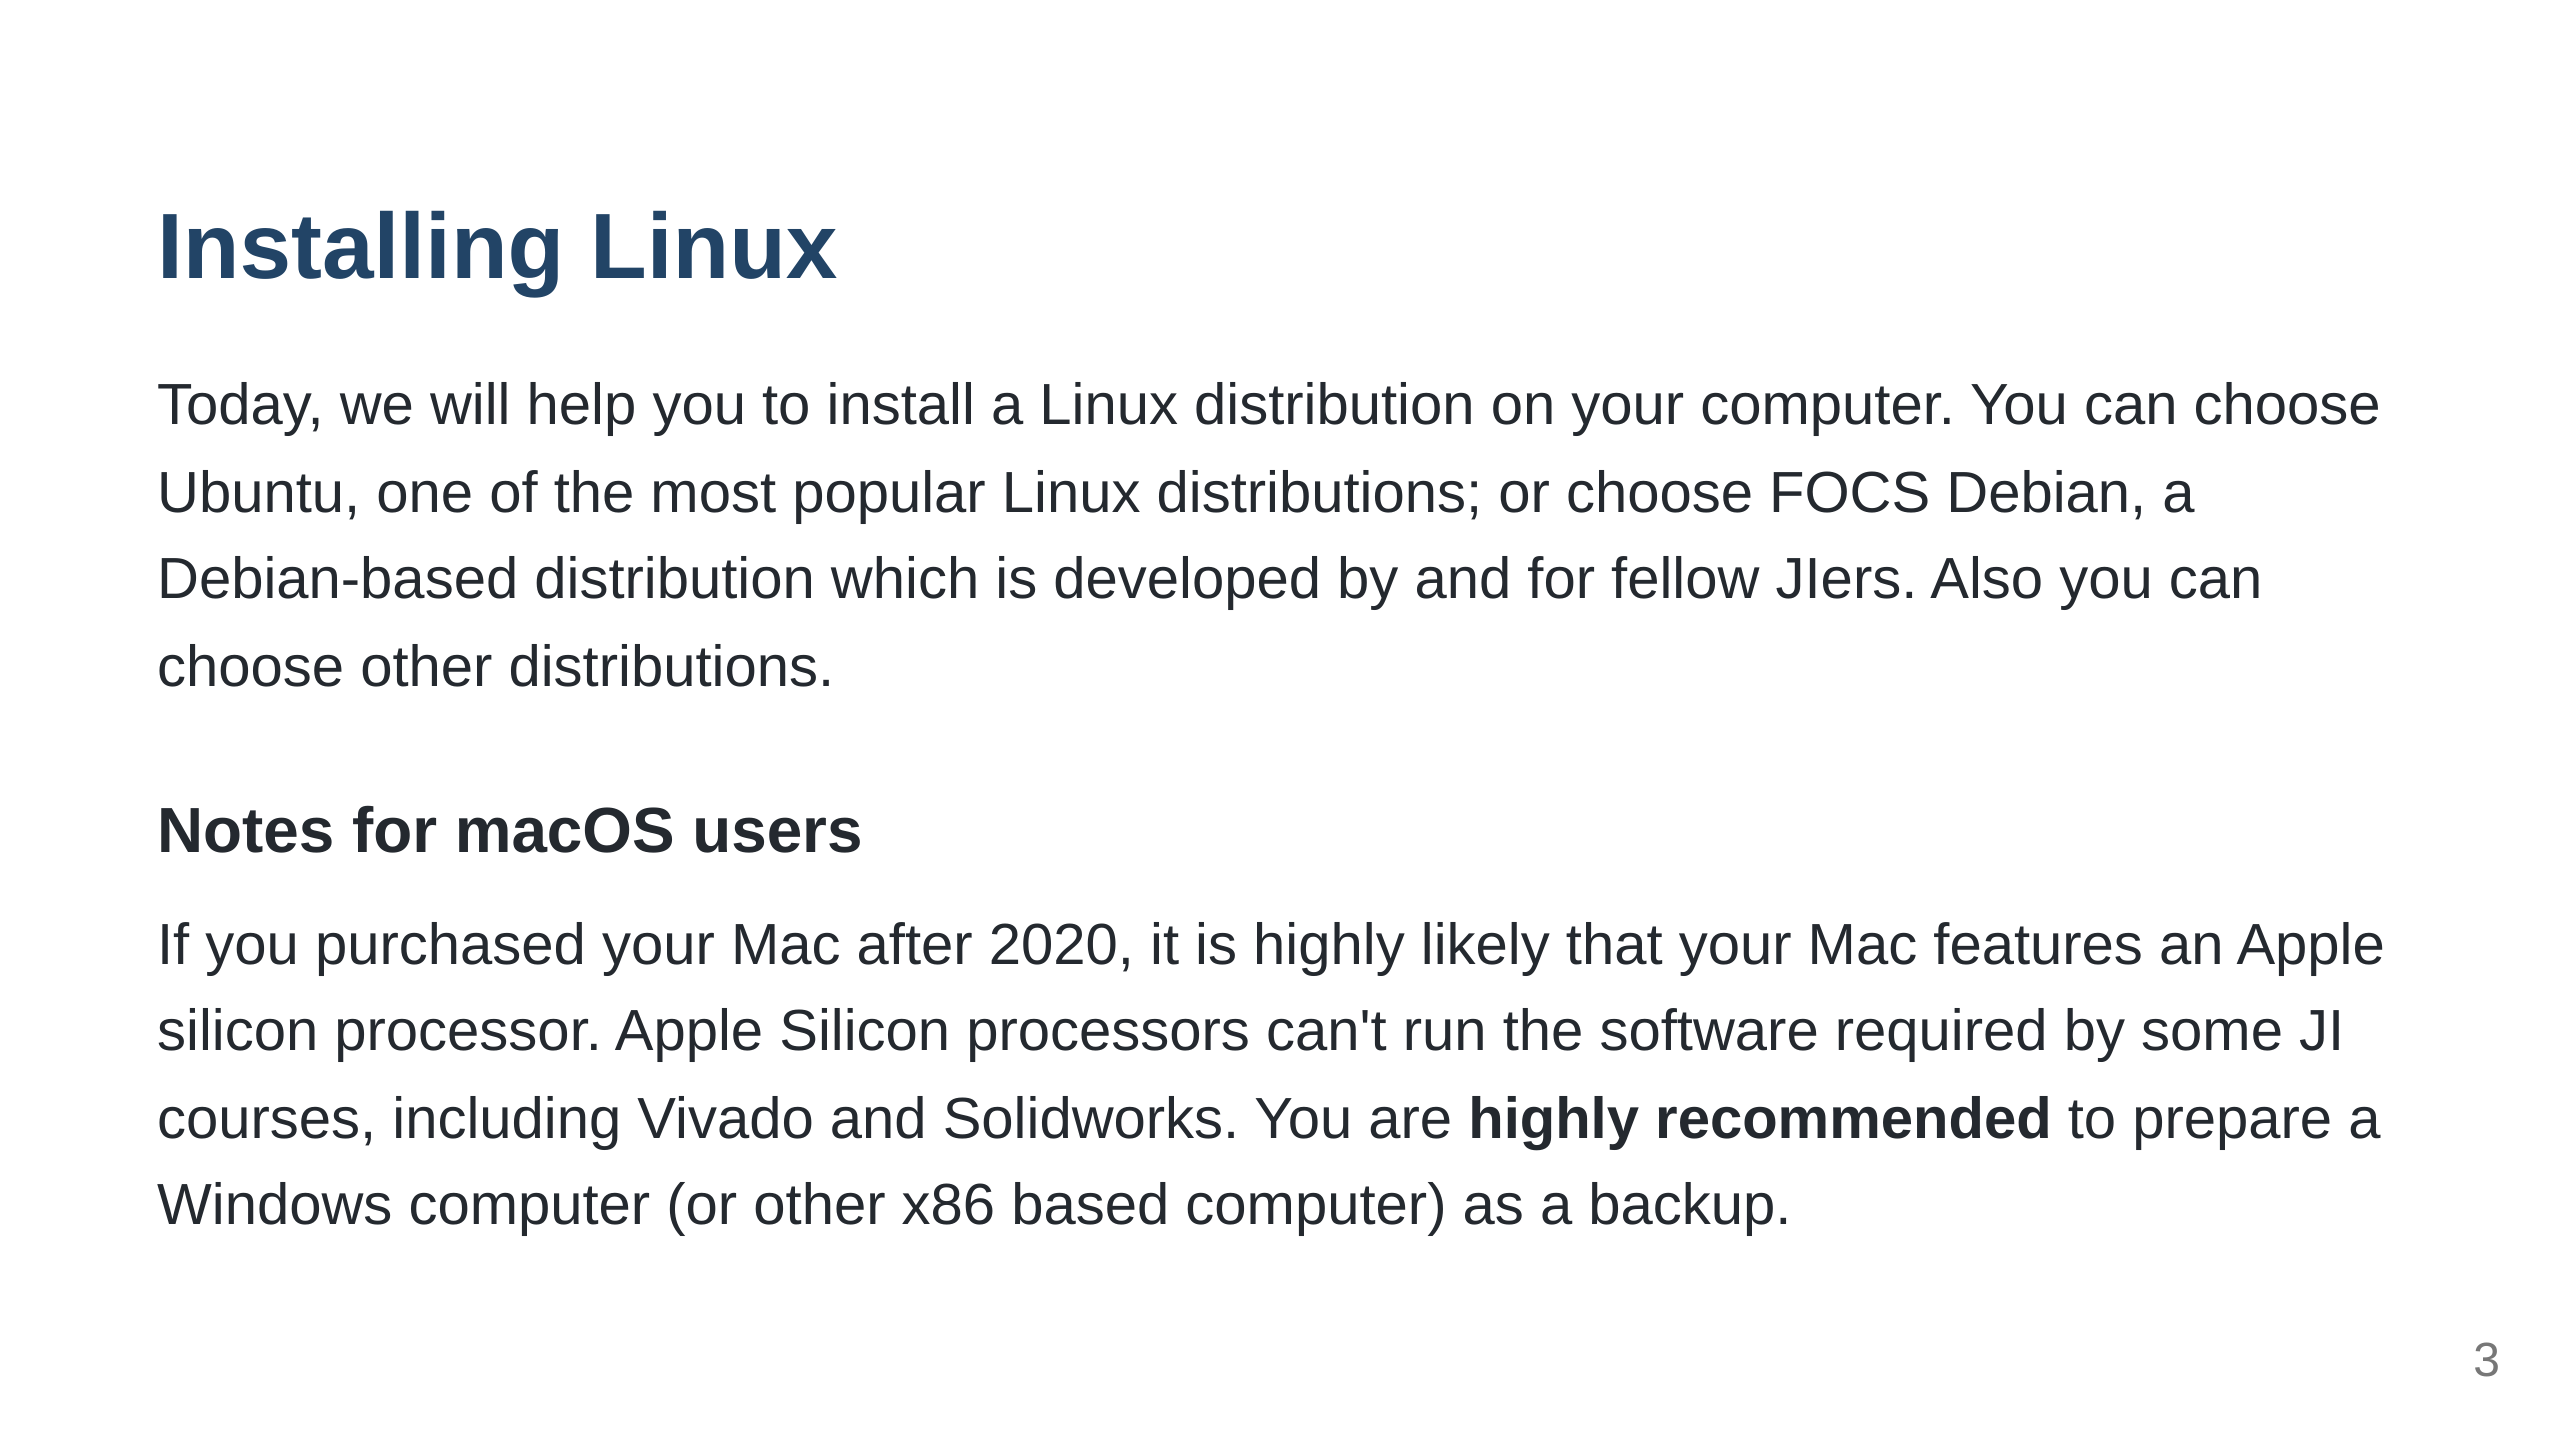 Installing Linux
Today, we will help you to install a Linux distribution on your computer. You can choose
Ubuntu, one of the most popular Linux distributions; or choose FOCS Debian, a
Debian-based distribution which is developed by and for fellow JIers. Also you can
choose other distributions.
Notes for macOS users
If you purchased your Mac after 2020, it is highly likely that your Mac features an Apple
silicon processor. Apple Silicon processors can't run the software required by some JI
courses, including Vivado and Solidworks. You are highly recommended to prepare a
Windows computer (or other x86 based computer) as a backup.
3